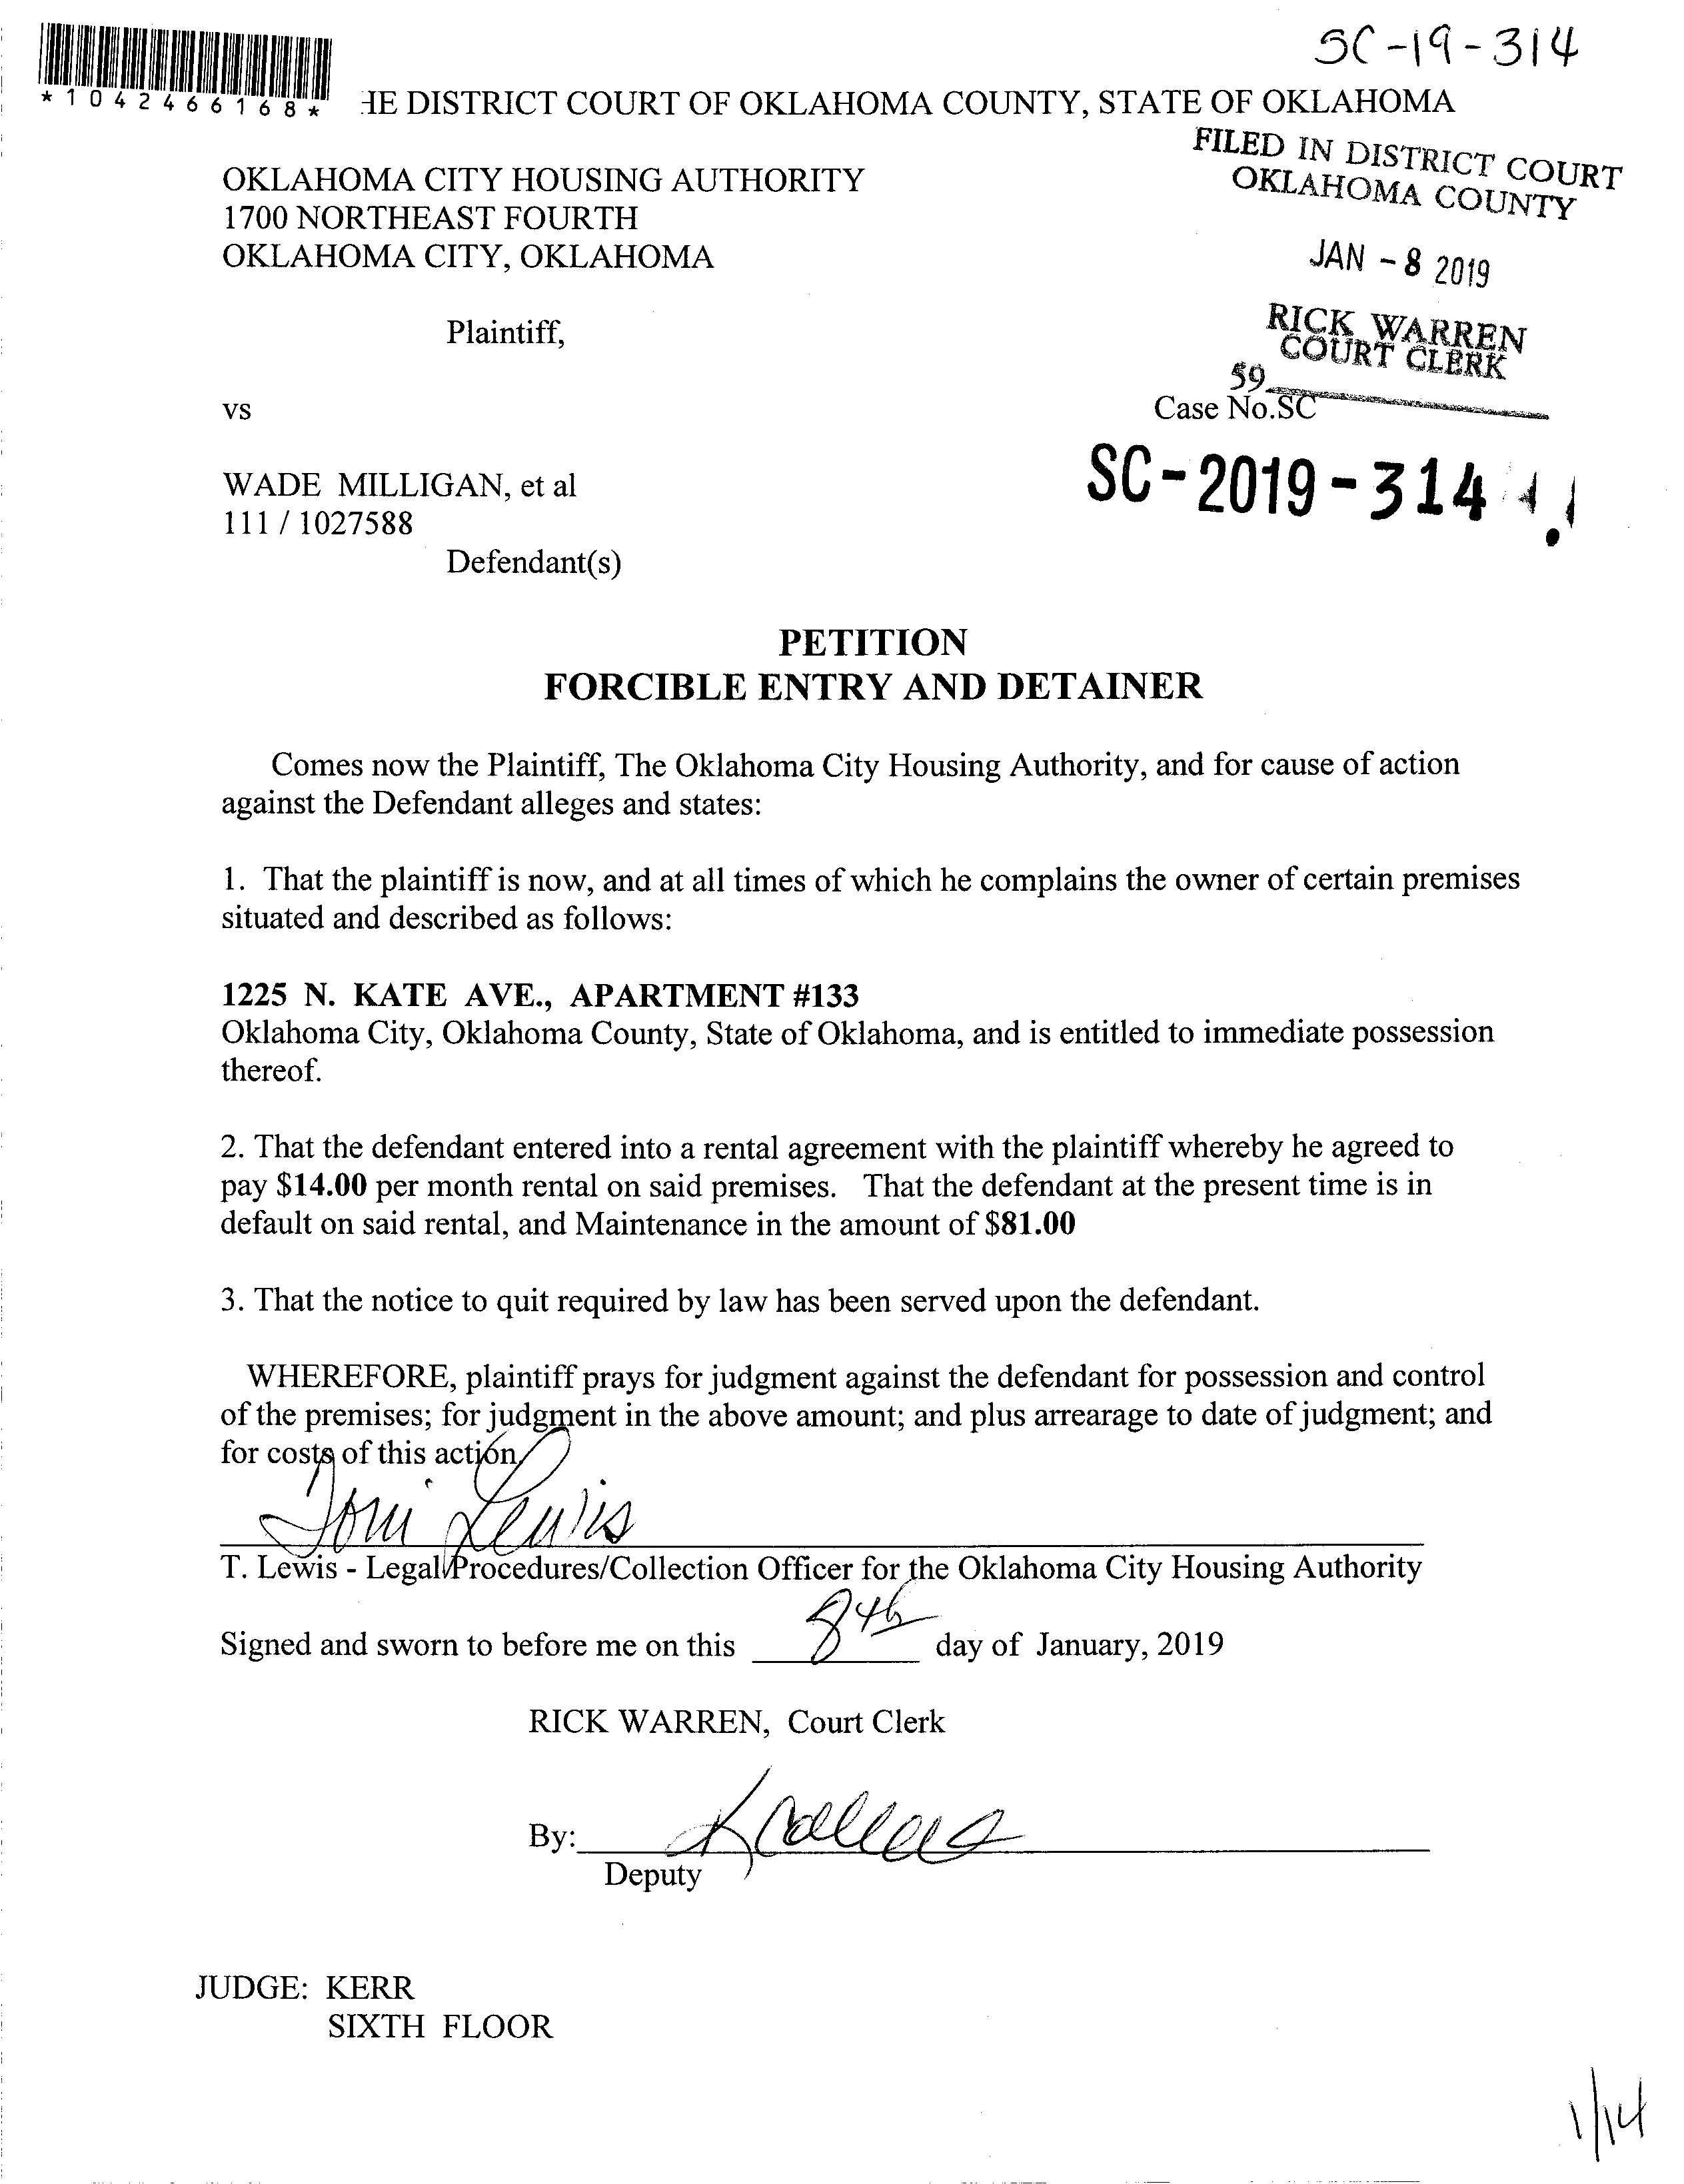 SC-19-314
*1042466168*
HE DISTRICT COURT OF OKLAHOMA COUNTY, STATE OF OKLAHOMA
FILED IN DISTRICT COURT
OKLAHOMA COUNTY
OKLAHOMA CITY HOUSING AUTHORITY
1700 NORTHEAST FOURTH
OKLAHOMA CITY, OKLAHOMA
JAN - 8 2019
Plaintiff,
RICK WARREN
COURT CLERK
59
vs
Case No.SC
SC-2019-314
WADE MILLIGAN, et al
111 / 1027588
Defendant(s)
PETITION
FORCIBLE ENTRY AND DETAINER
Comes now the Plaintiff, The Oklahoma City Housing Authority, and for cause of action
against the Defendant alleges and states:
1. That the plaintiff is now, and at all times of which he complains the owner of certain premises
situated and described as follows:
1225 N. KATE AVE., APARTMENT #133
Oklahoma City, Oklahoma County, State of Oklahoma, and is entitled to immediate possession
thereof.
2. That the defendant entered into a rental agreement with the plaintiff whereby he agreed to
pay $14.00 per month rental on said premises. That the defendant at the present time is in
default on said rental, and Maintenance in the amount of $81.00
3. That the notice to quit required by law has been served upon the defendant.
WHEREFORE, plaintiff prays for judgment against the defendant for possession and control
of the premises; for judgment in the above amount; and plus arrearage to date of judgment; and
for costs of this action.
Toni Lewis
T. Lewis - Legal Procedures/Collection Officer for the Oklahoma City Housing Authority
Signed and sworn to before me on this 8th day of January, 2019
RICK WARREN, Court Clerk
By:
Deputy
JUDGE: KERR
SIXTH FLOOR
1/14